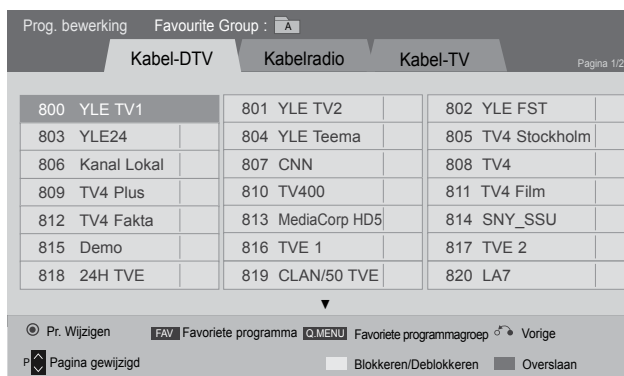 Prog. bewerking Favourite Group : A
Kabel-DTV Kabelradio Kabel-TV Pagina 1/2
800 YLE TV1 801 YLE TV2 802 YLE FST
803 YLE24 804 YLE Teema 805 TV4 Stockholm
806 Kanal Lokal 807 CNN 808 TV4
809 TV4 Plus 810 TV400 811 TV4 Film
812 TV4 Fakta 813 MediaCorp HD5 814 SNY_SSU
815 Demo 816 TVE 1 817 TVE 2
818 24H TVE 819 CLAN/50 TVE 820 LA7
Pr. Wijzigen FAV Favoriete programma Q.MENU Favoriete programmagroep Vorige
P Pagina gewijzigd Blokkeren/Deblokkeren Overslaan